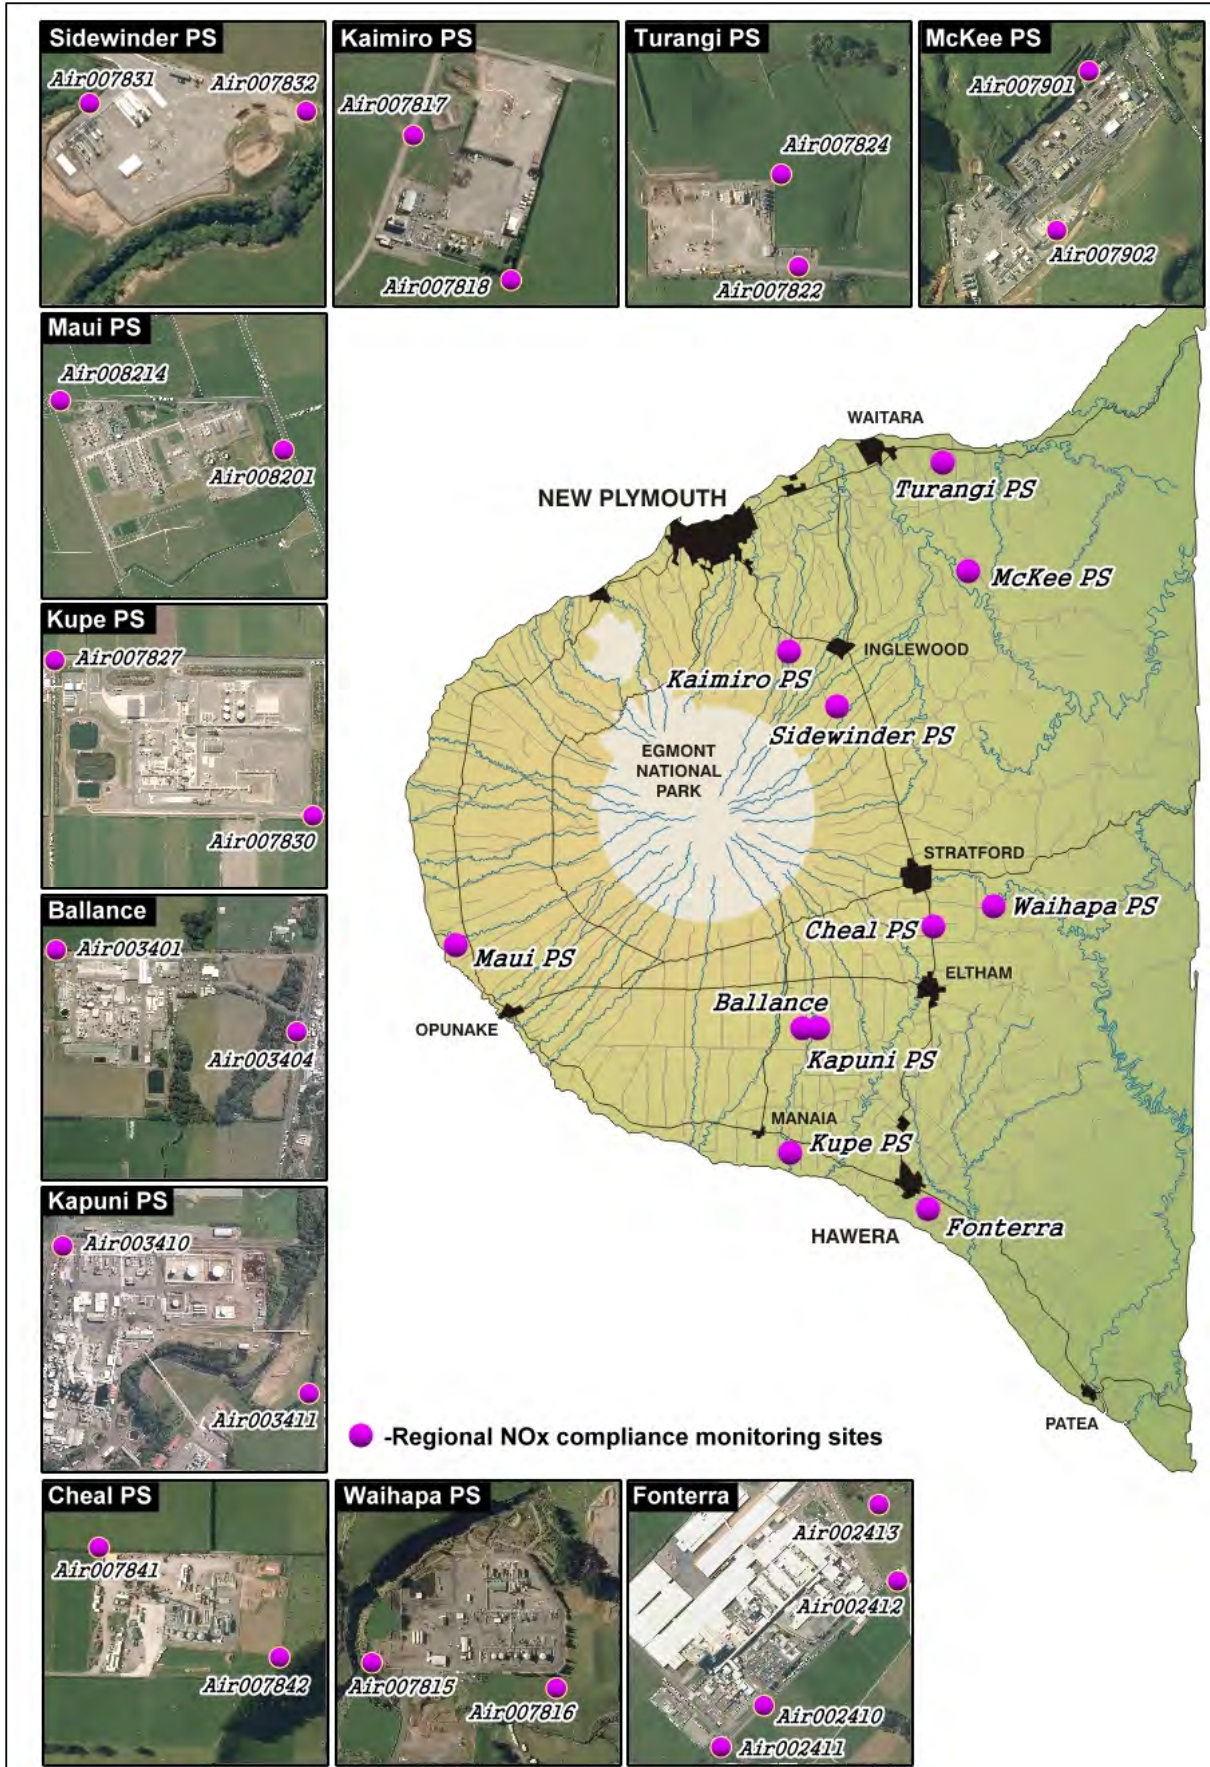 Sidewinder PS
Air007831
Air007832
Kaimiro PS
Air007817
Air007818
Turangi PS
Air007824
Air007822
McKee PS
Air007901
Air007902
Maui PS
Air008214
Air008201
Kupe PS
Air007827
Air007830
Ballance
Air003401
Air003404
Kapuni PS
Air003410
Air003411
WAITARA
Turangi PS
NEW PLYMOUTH
McKee PS
INGLEWOOD
Kaimiro PS
Sidewinder PS
EGMONT
NATIONAL
PARK
STRATFORD
Waihapa PS
Cheal PS
Maui PS
ELTHAM
Ballance
OPUNAKE
Kapuni PS
MANAIA
Kupe PS
Fonterra
HAWERA
PATEA
-Regional NOx compliance monitoring sites
Cheal PS
Air007841
Air007842
Waihapa PS
Air007815
Air007816
Fonterra
Air002413
Air002412
Air002410
Air002411